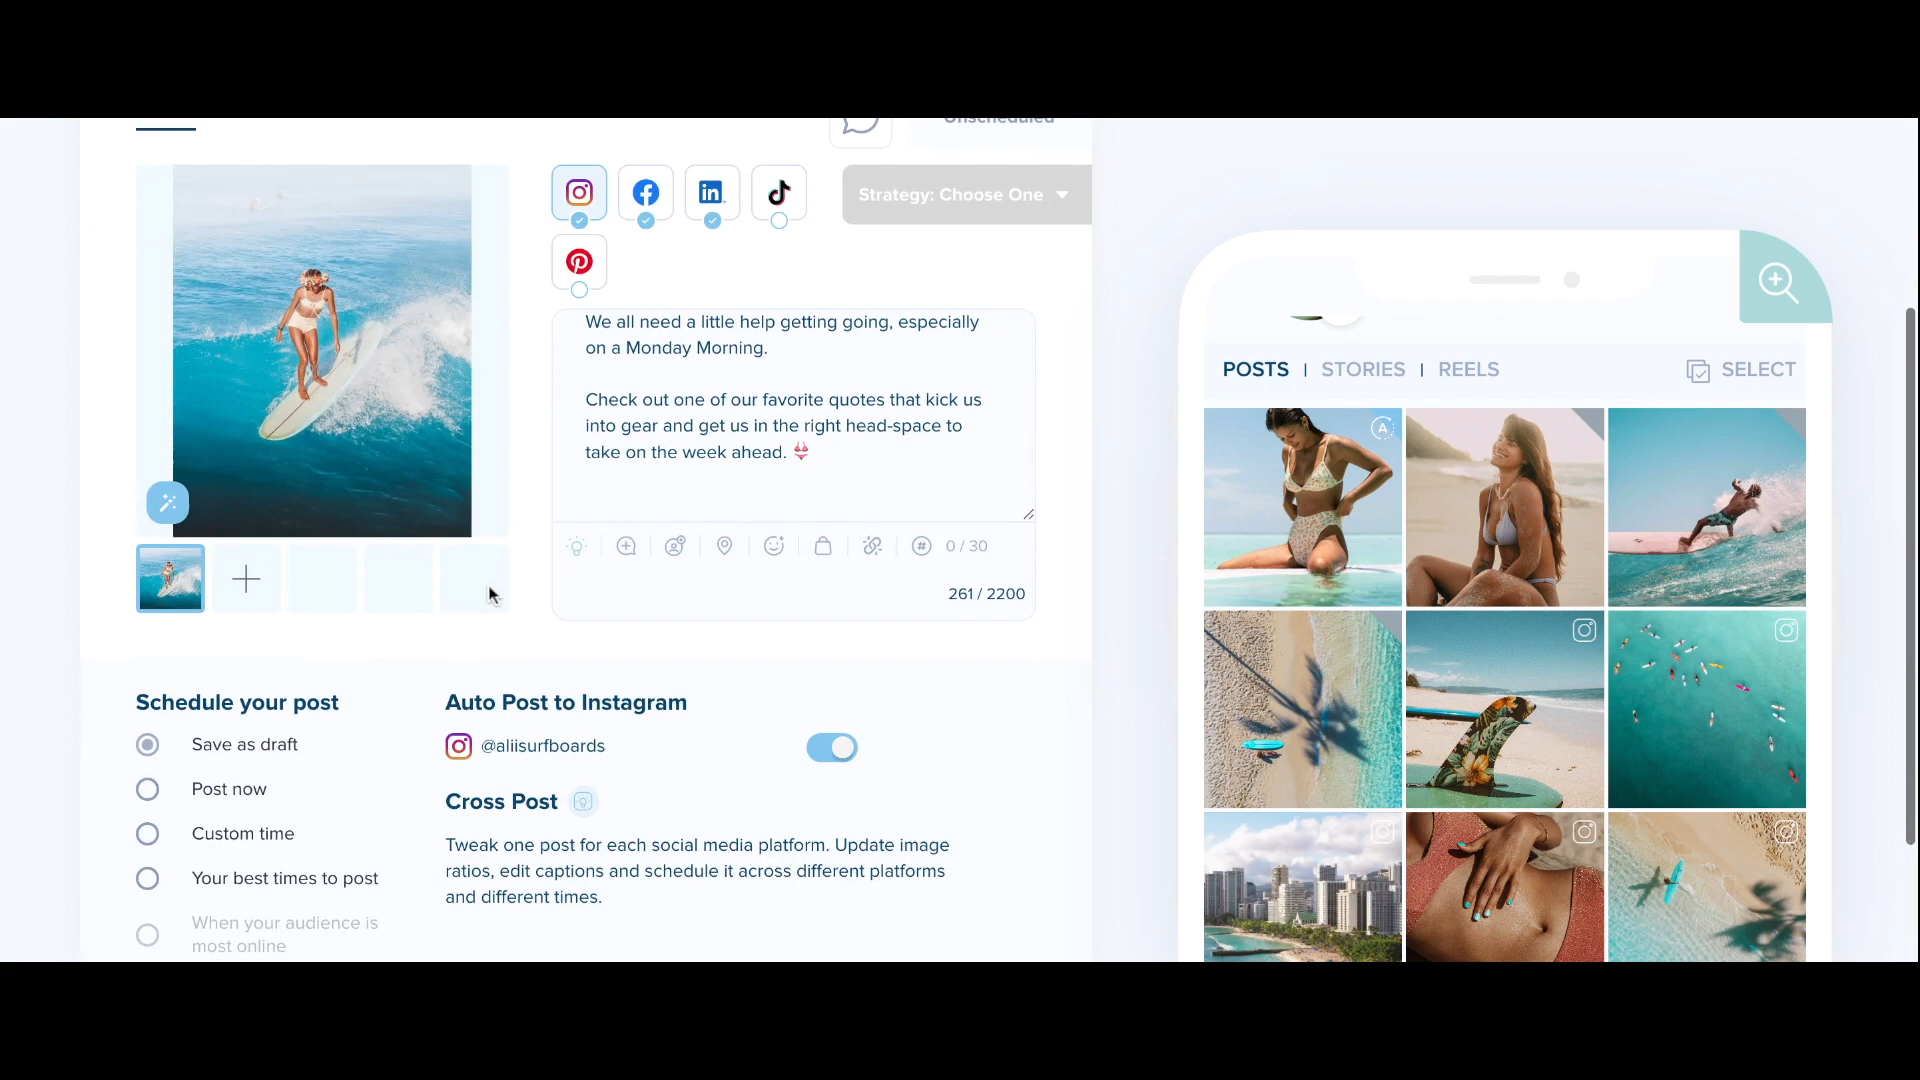 Unscheduled
Strategy: Choose One
We all need a little help getting going, especially
on a Monday Morning.
Check out one of our favorite quotes that kick us
into gear and get us in the right head-space to
take on the week ahead. 👙
0 / 30
261 / 2200
Schedule your post
Save as draft
Post now
Custom time
Your best times to post
When your audience is
most online
Auto Post to Instagram
@aliisurfboards
Cross Post
Tweak one post for each social media platform. Update image
ratios, edit captions and schedule it across different platforms
and different times.
POSTS | STORIES | REELS
SELECT
A